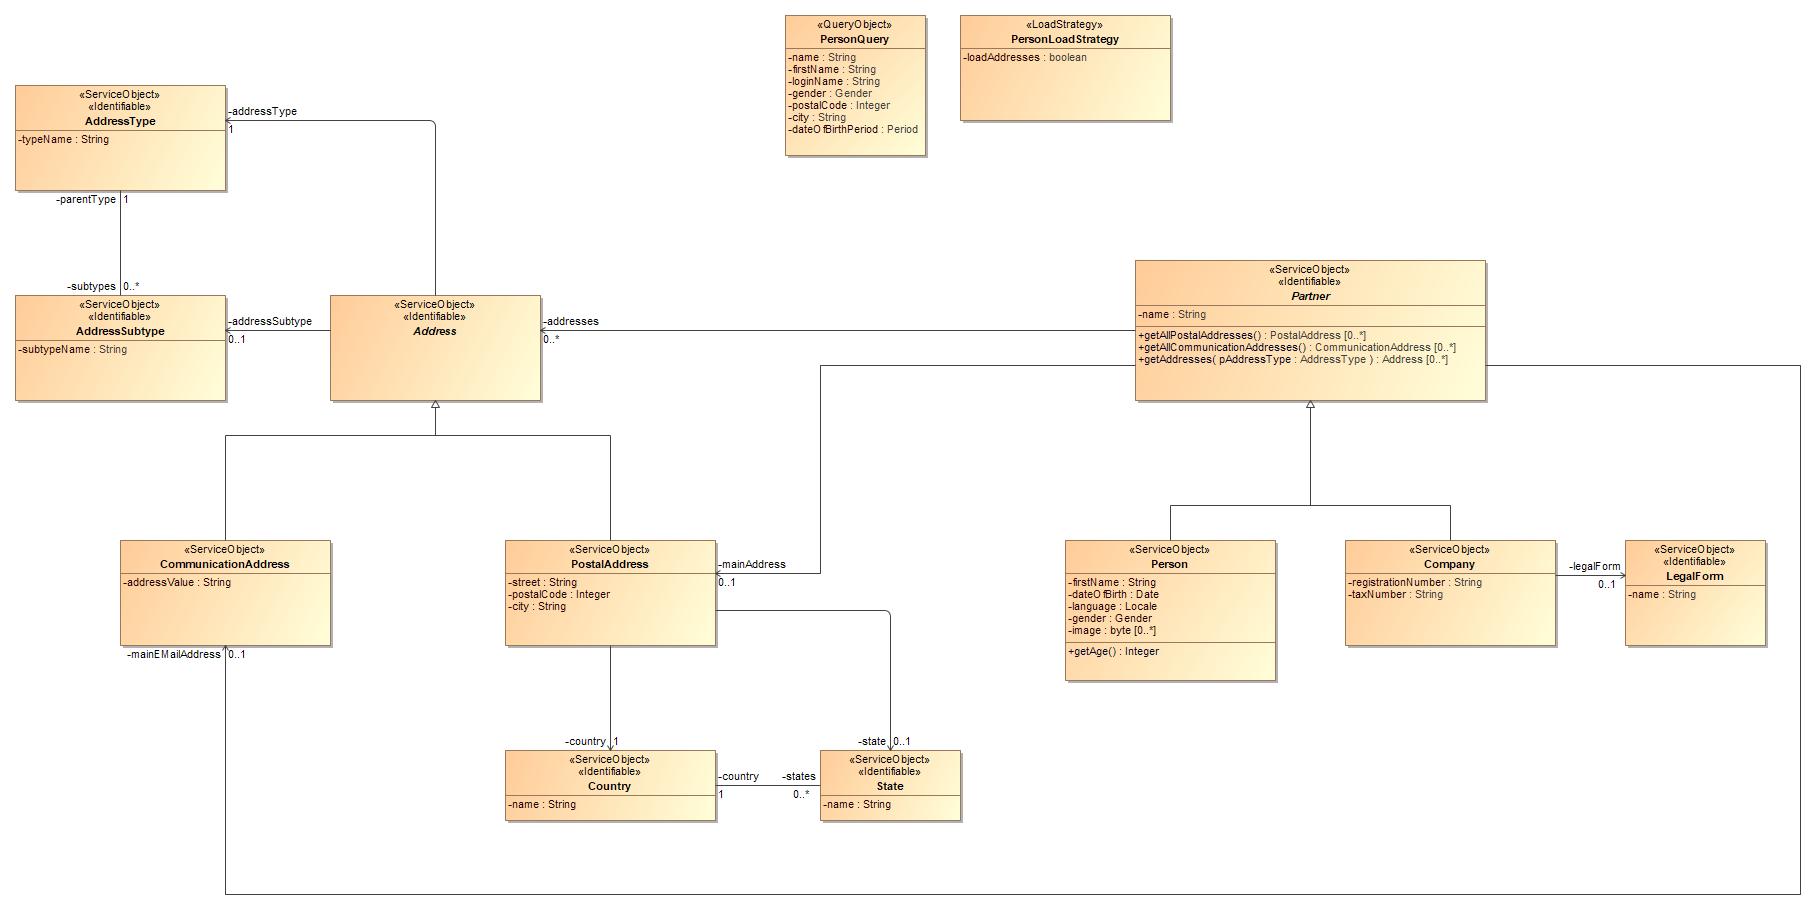 «QueryObject»
PersonQuery
-name : String
-firstName : String
-loginName : String
-gender : Gender
-postalCode : Integer
-city : String
-dateOfBirthPeriod : Period
«LoadStrategy»
PersonLoadStrategy
-loadAddresses : boolean
«ServiceObject»
«Identifiable»
AddressType
-typeName : String
-addressType
1
-parentType 1
-subtypes 0..*
«ServiceObject»
«Identifiable»
AddressSubtype
-subtypeName : String
-addressSubtype
0..1
«ServiceObject»
«Identifiable»
Address
-addresses
0..*
«ServiceObject»
«Identifiable»
Partner
-name : String
+getAllPostalAddresses() : PostalAddress [0..*]
+getAllCommunicationAddresses() : CommunicationAddress [0..*]
+getAddresses( pAddressType : AddressType ) : Address [0..*]
«ServiceObject»
CommunicationAddress
-addressValue : String
-mainEMailAddress 0..1
«ServiceObject»
PostalAddress
-street : String
-postalCode : Integer
-city : String
-mainAddress
0..1
«ServiceObject»
Person
-firstName : String
-dateOfBirth : Date
-language : Locale
-gender : Gender
-image : byte [0..*]
+getAge() : Integer
«ServiceObject»
Company
-registrationNumber : String
-taxNumber : String
-legalForm
0..1
«ServiceObject»
«Identifiable»
LegalForm
-name : String
-country 1
-state 0..1
«ServiceObject»
«Identifiable»
Country
-name : String
-country
1
-states
0..*
«ServiceObject»
«Identifiable»
State
-name : String